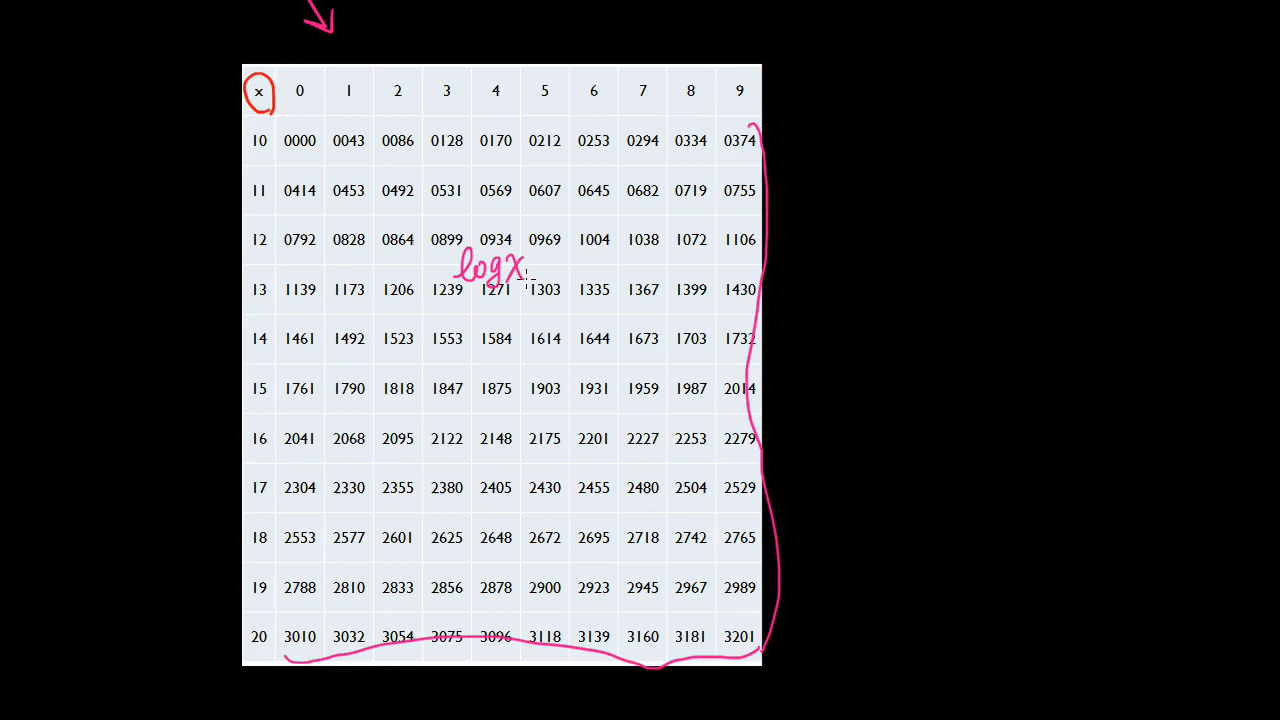 x 0 1 2 3 4 5 6 7 8 9
10 0000 0043 0086 0128 0170 0212 0253 0294 0334 0374
11 0414 0453 0492 0531 0569 0607 0645 0682 0719 0755
12 0792 0828 0864 0899 0934 0969 1004 1038 1072 1106
log x
13 1139 1173 1206 1239 1271 1303 1335 1367 1399 1430
14 1461 1492 1523 1553 1584 1614 1644 1673 1703 1732
15 1761 1790 1818 1847 1875 1903 1931 1959 1987 2014
16 2041 2068 2095 2122 2148 2175 2201 2227 2253 2279
17 2304 2330 2355 2380 2405 2430 2455 2480 2504 2529
18 2553 2577 2601 2625 2648 2672 2695 2718 2742 2765
19 2788 2810 2833 2856 2878 2900 2923 2945 2967 2989
20 3010 3032 3054 3075 3096 3118 3139 3160 3181 3201